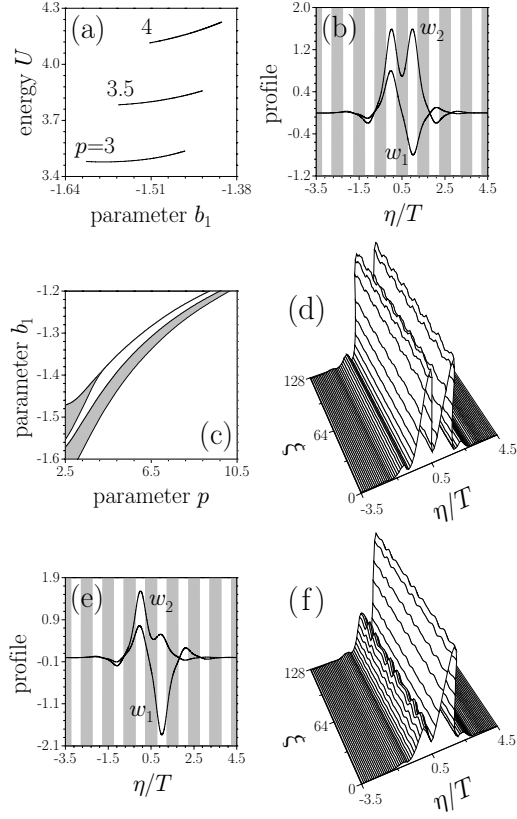 (a)
energy U
4.3
4.0
3.7
3.4
4
3.5
p=3
-1.64
-1.51
-1.38
parameter b₁
(b)
profile
2.0
1.2
0.4
-0.4
-1.2
w₂
w₁
-3.5
-1.5
0.5
2.5
4.5
η/T
(c)
parameter b₁
-1.2
-1.3
-1.4
-1.5
-1.6
2.5
6.5
10.5
parameter p
(d)
128
64
0
ξ
-3.5
0.5
4.5
η/T
(e)
profile
1.9
0.9
-0.1
-1.1
-2.1
w₂
w₁
-3.5
-1.5
0.5
2.5
4.5
η/T
(f)
128
64
0
ξ
-3.5
0.5
4.5
η/T